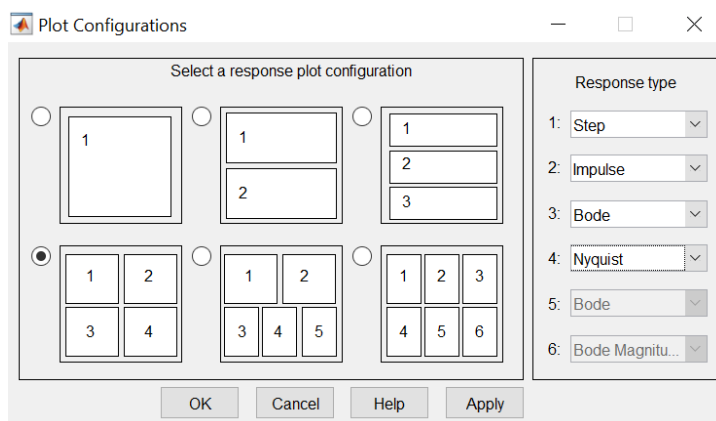 Plot Configurations
Select a response plot configuration
1
1
2
1
2
3
1 2
3 4
1 2
3 4 5
1 2 3
4 5 6
Response type
1: Step
2: Impulse
3: Bode
4: Nyquist
5: Bode
6: Bode Magnitu...
OK Cancel Help Apply